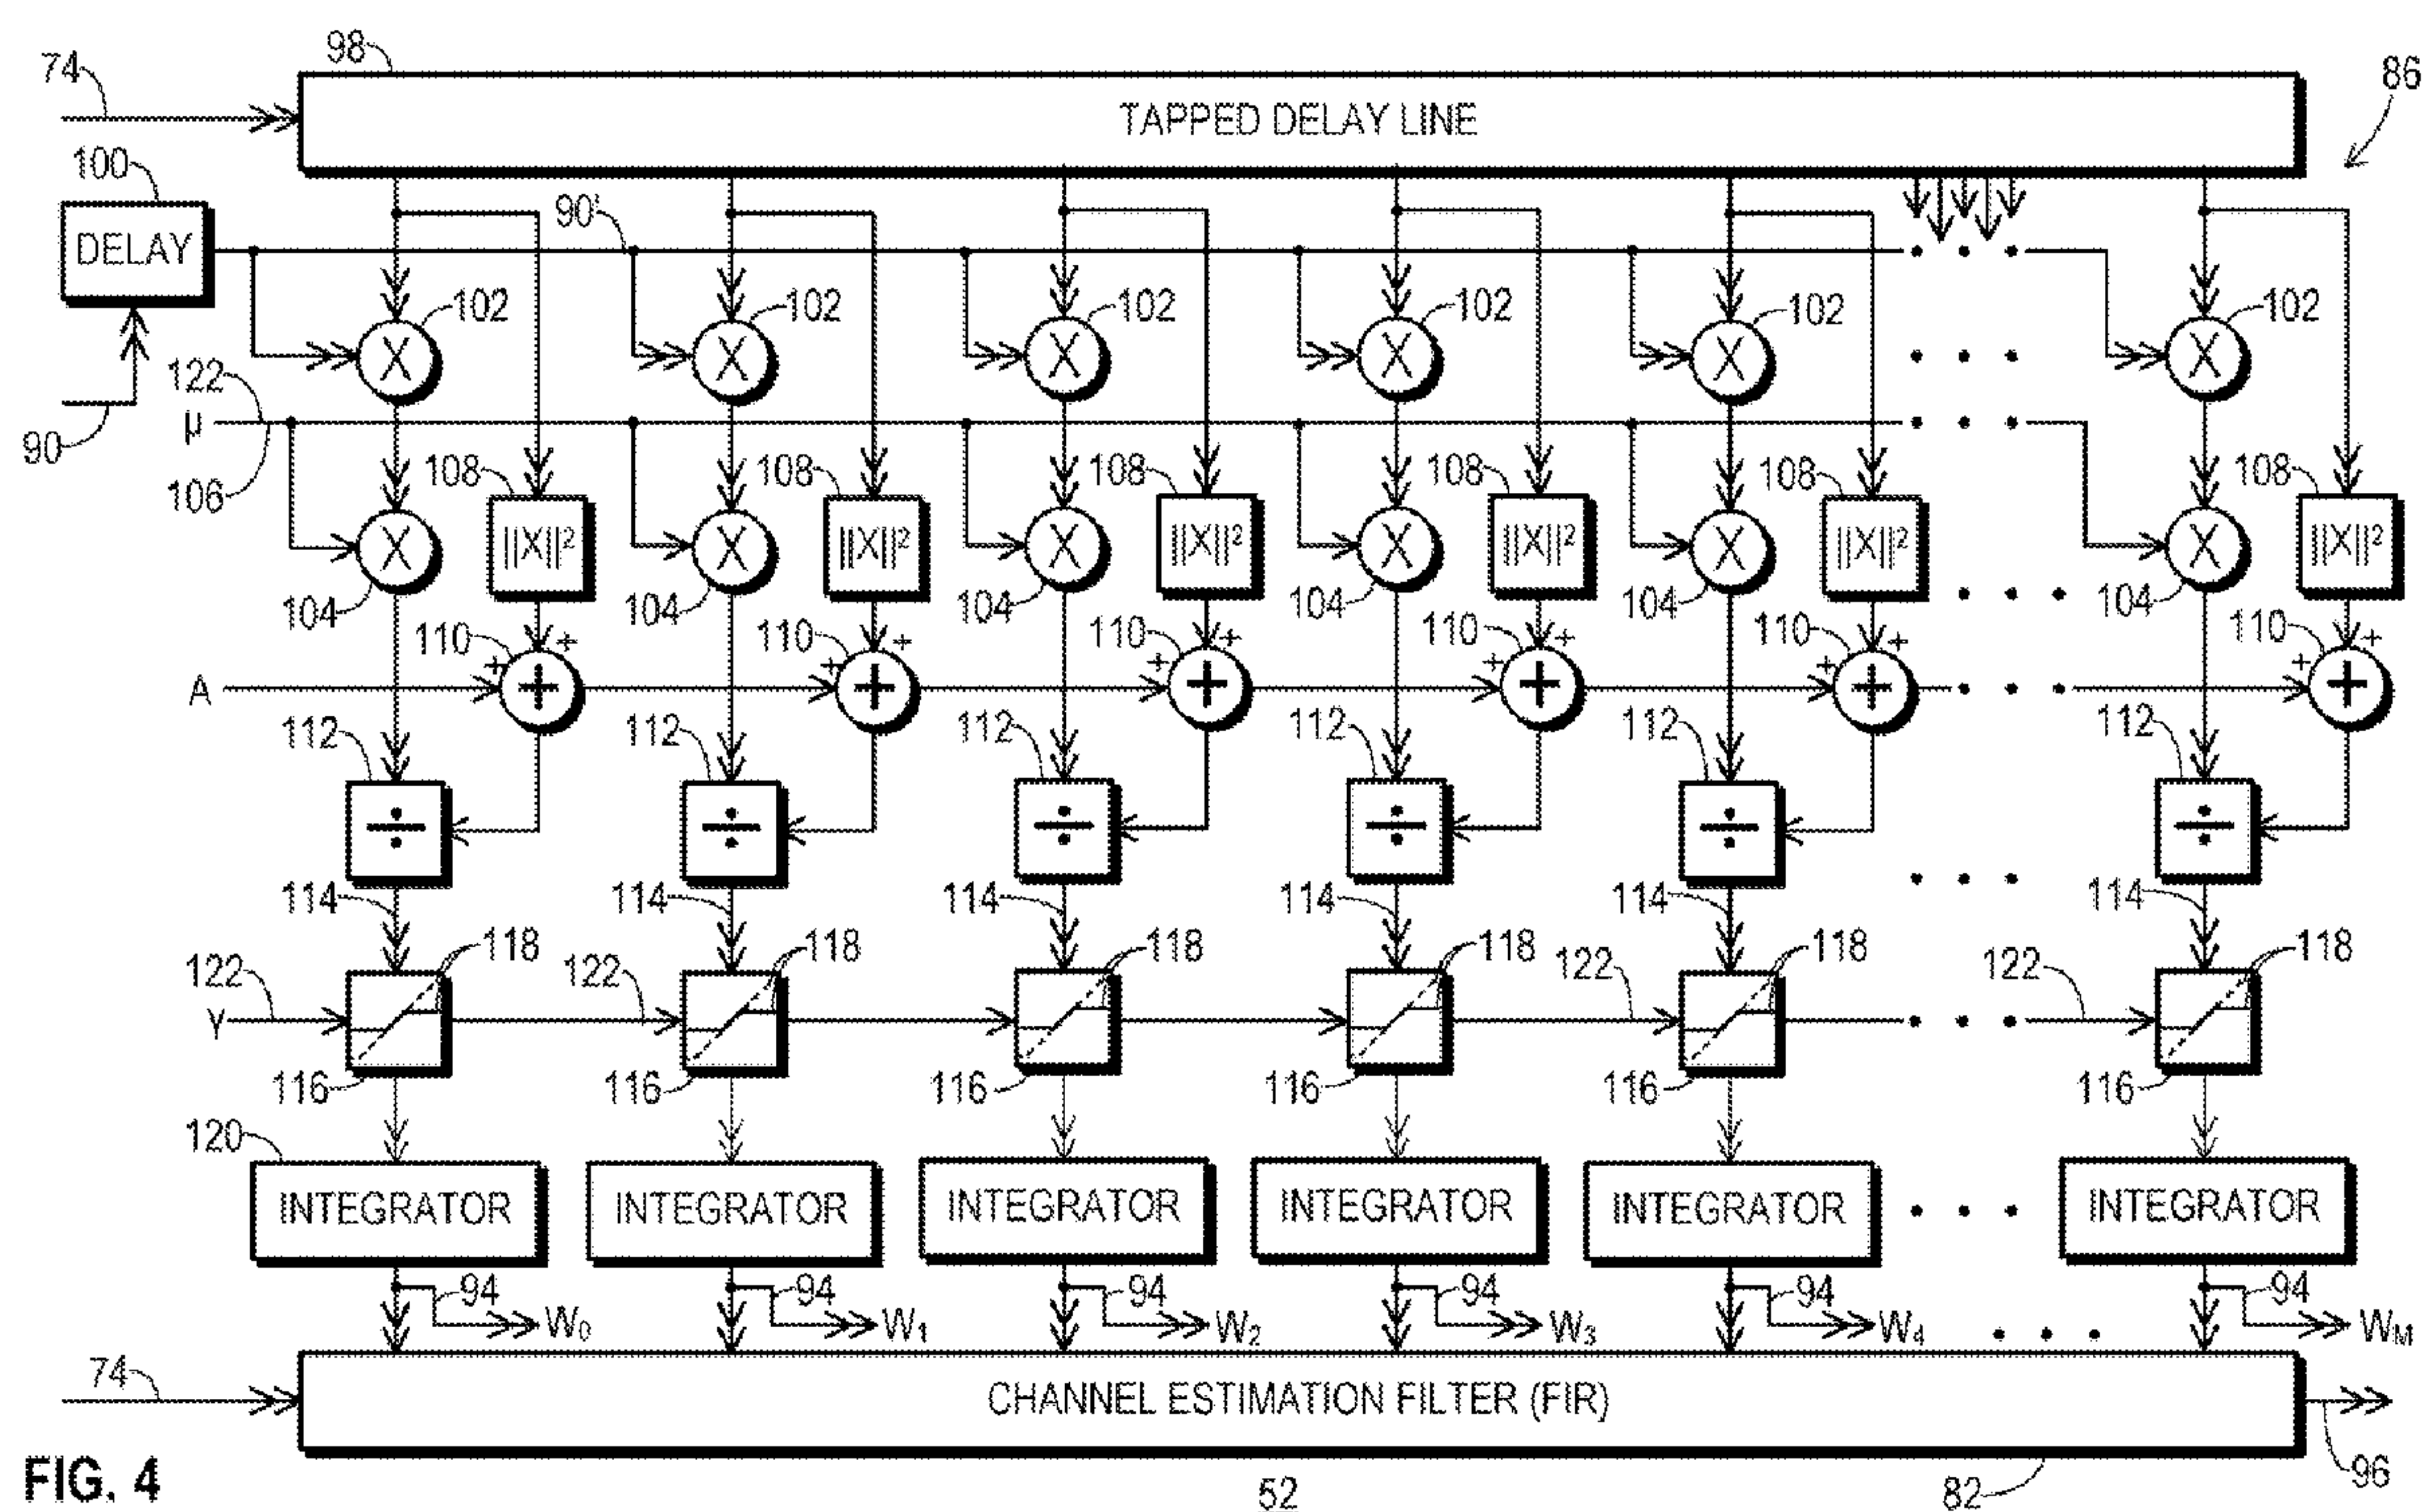 98
74
86
TAPPED DELAY LINE
100
90'
DELAY
102 102 102 102 102 102
X X X X X X
122
μ
90
106
108 108 108 108 108 108
X X X X X X
||X||² ||X||² ||X||² ||X||² ||X||² ||X||²
104 104 104 104 104 104
110 110 110 110 110 110
+ + + + + +
+ + + + + +
A + + + + + +
112 112 112 112 112 112
÷ ÷ ÷ ÷ ÷ ÷
114 114 114 114 114 114
118 118 118 118 118 118
122 122 122 122
γ
116 116 116 116 116 116
120
INTEGRATOR INTEGRATOR INTEGRATOR INTEGRATOR INTEGRATOR . . . INTEGRATOR
94 94 94 94 94 94
W₀ W₁ W₂ W₃ W₄ . . . W_M
74
CHANNEL ESTIMATION FILTER (FIR)
FIG. 4
52
82
96